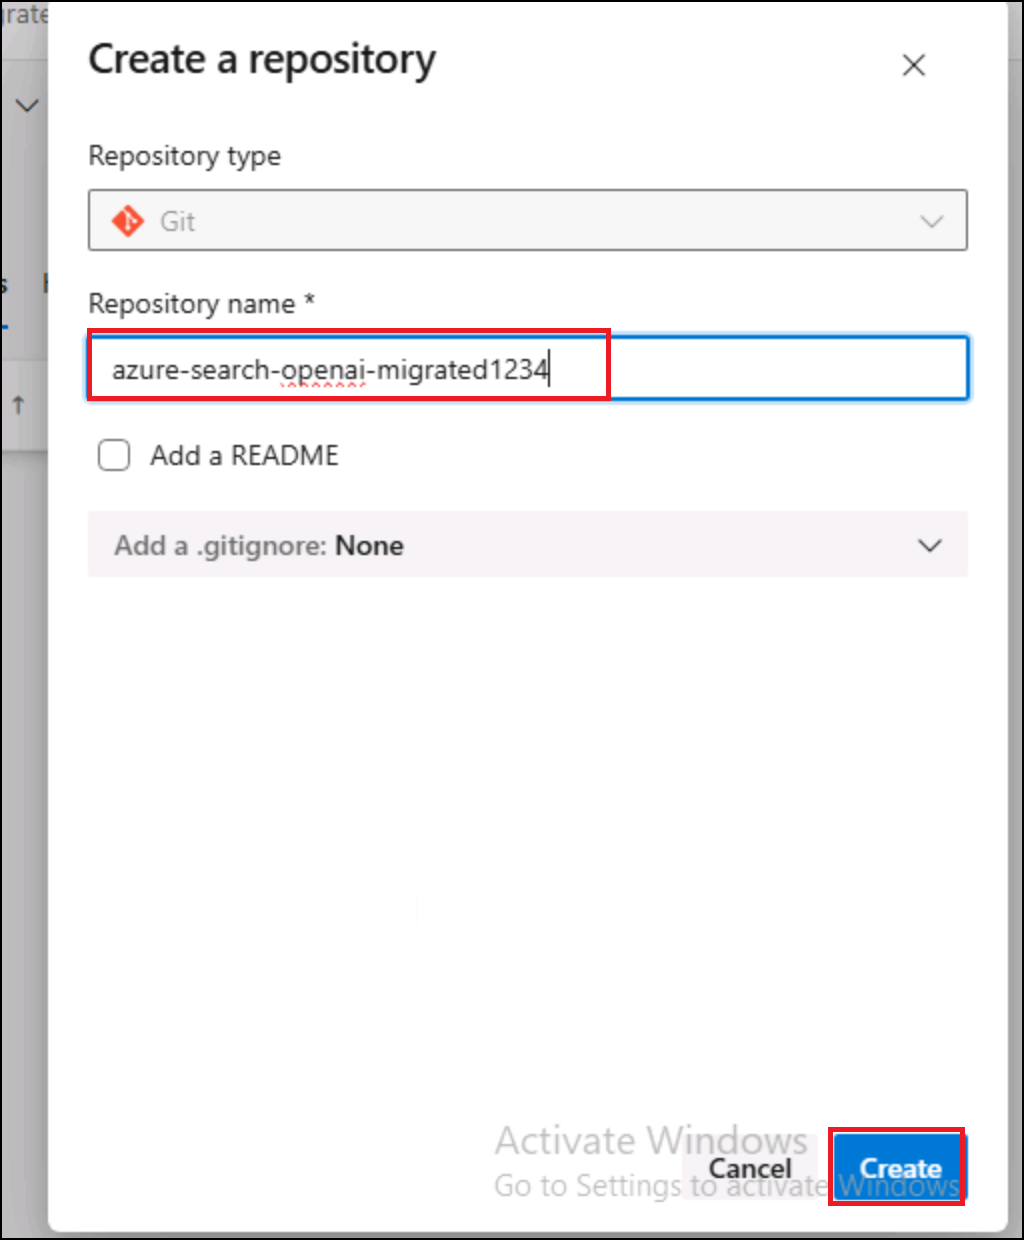 Create a repository
Repository type
Git
Repository name *
azure-search-openai-migrated1234
Add a README
Add a .gitignore: None
Activate Windows
Cancel
Create
Go to Settings to activate Windows.